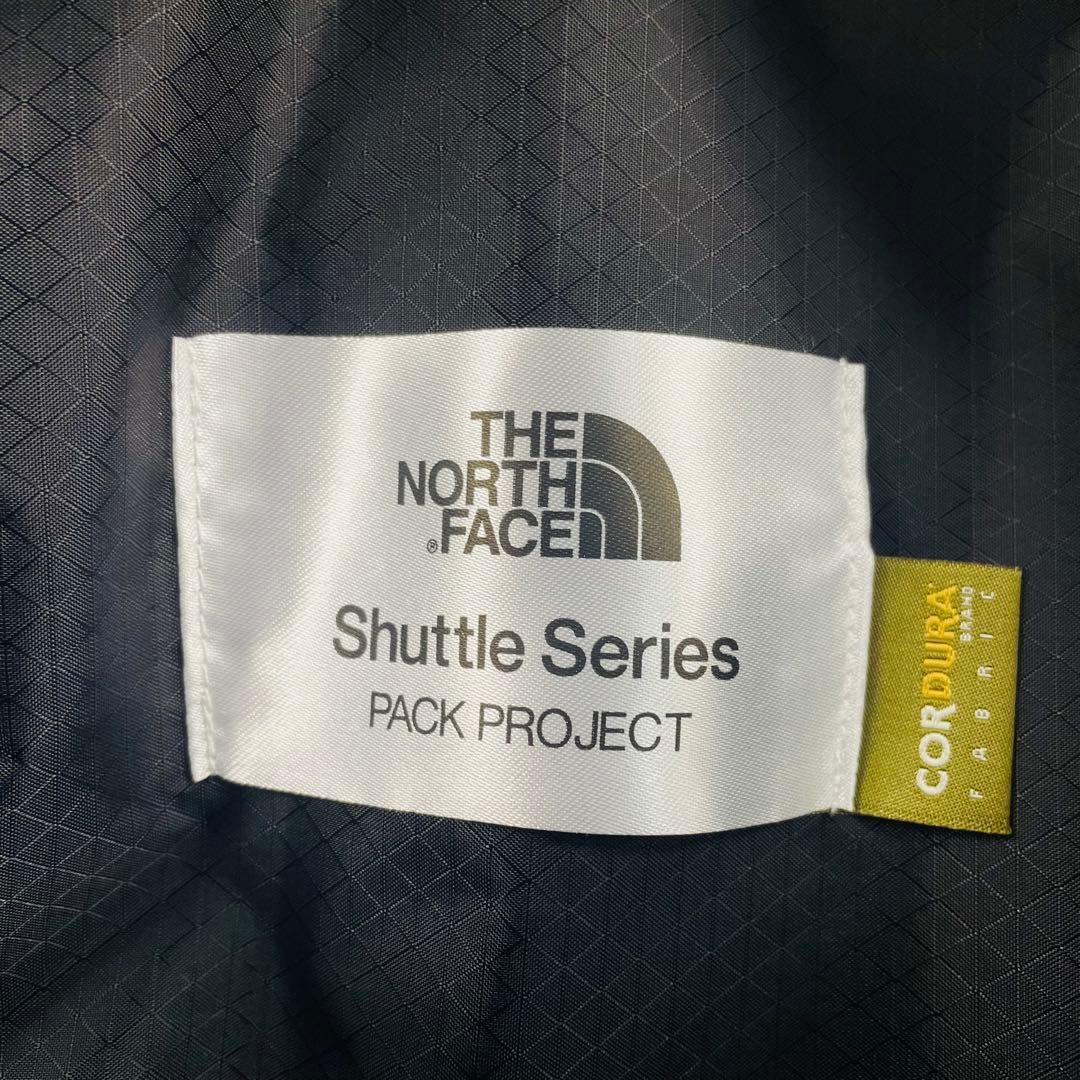 THE
NORTH
®FACE
Shuttle Series
PACK PROJECT
CORDURA®
BRAND
FABRIC